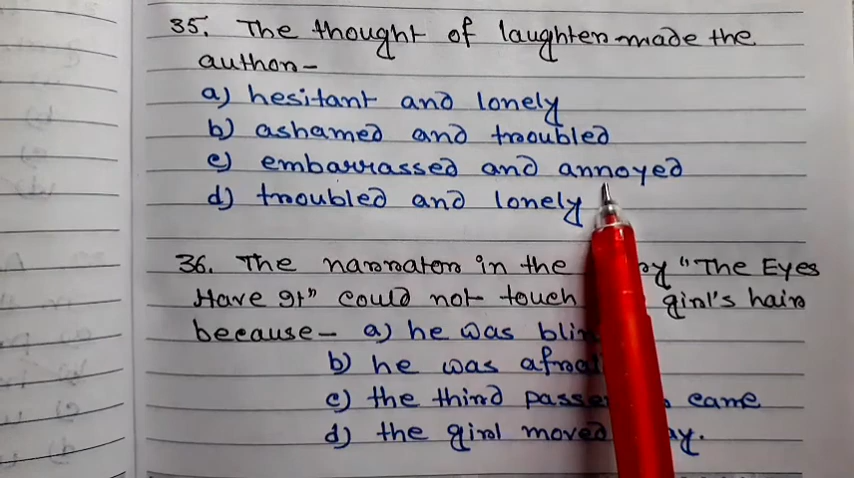 35. The thought of laughter made the
author-
a) hesitant and lonely
b) ashamed and troubled
c) embarrassed and annoyed
d) troubled and lonely
36. The narrator in the "The Eyes
Have It" could not touch girl's hair
because- a) he was
b) he was
c) the third came
d) the girl moved